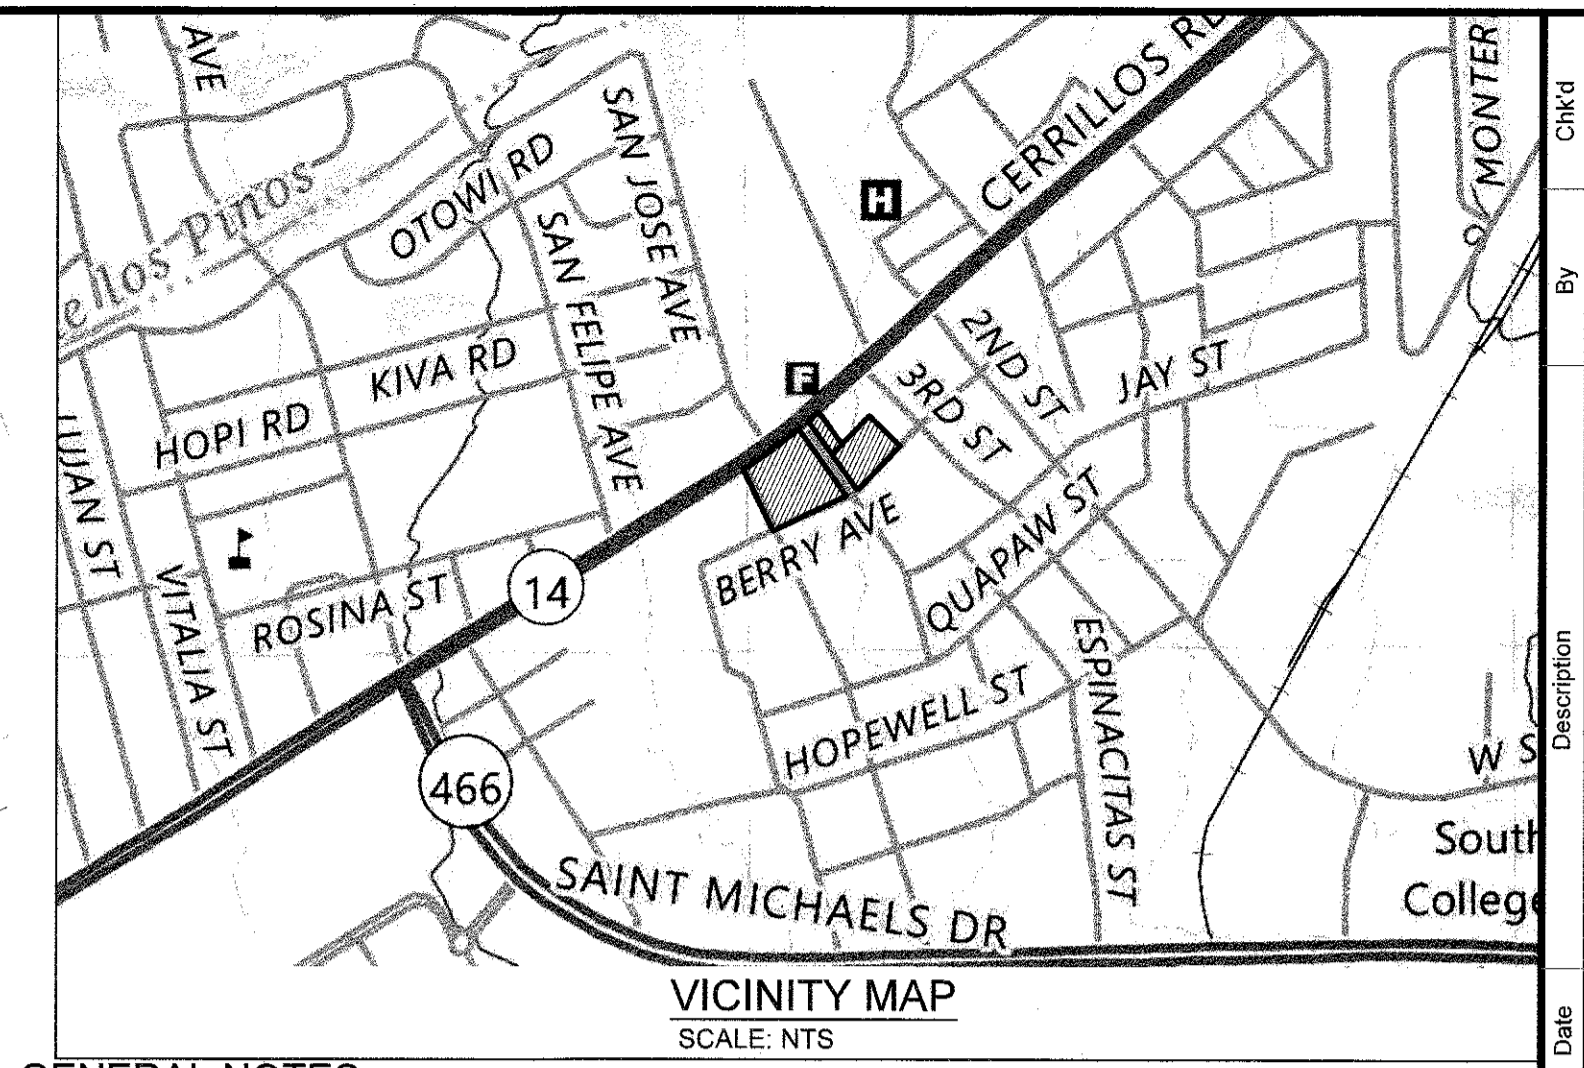 AVE
SAN JOSE AVE
CERRILLOS RD
MONTER
Chk'd
OTOWI RD
H
ellos Pinos
SAN FELIPE AVE
By
2ND ST
KIVA RD
JAY ST
F
3RD ST
HOPI RD
LUJAN ST
QUAPAW ST
BERRY AVE
14
VITALIA ST
ROSINA ST
ESPINACITAS ST
Description
HOPEWELL ST
W S
466
South
College
SAINT MICHAELS DR
VICINITY MAP
SCALE: NTS
Date
GENERAL NOTES